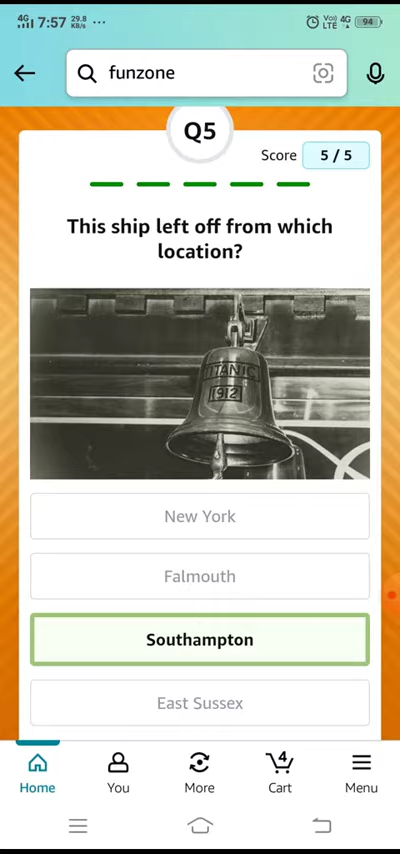 4G 7:57 29.8 KB/s ... Vo) LTE 4G 94
funzone
Q5
Score 5 / 5
This ship left off from which
location?
TITANIC
1912
New York
Falmouth
Southampton
East Sussex
4
Home You More Cart Menu